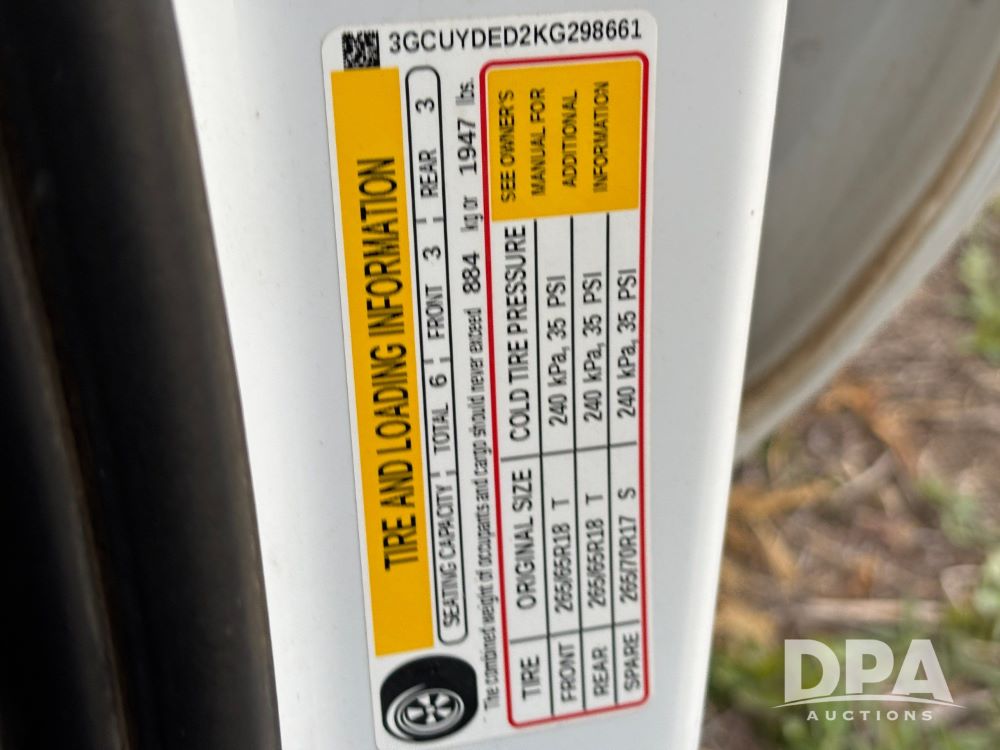 3GCUYDED2KG298661
TIRE AND LOADING INFORMATION
SEATING CAPACITY TOTAL 6 FRONT 3 REAR 3
The combined weight of occupants and cargo should never exceed 884 kg or 1947 lbs.
TIRE ORIGINAL SIZE COLD TIRE PRESSURE
FRONT 265/65R18 T 240 kPa, 35 PSI
REAR 265/65R18 T 240 kPa, 35 PSI
SPARE 265/70R17 S 240 kPa, 35 PSI
SEE OWNER'S
MANUAL FOR
ADDITIONAL
INFORMATION
DPA
AUCTIONS